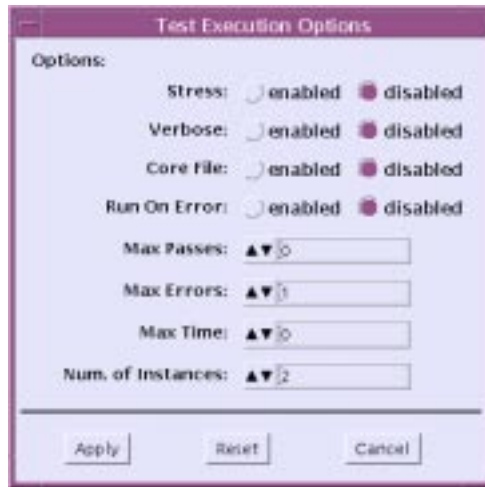 Test Execution Options
Options:
Stress: enabled disabled
Verbose: enabled disabled
Core File: enabled disabled
Run On Error: enabled disabled
Max Passes: 0
Max Errors: 1
Max Time: 0
Num. of Instances: 2
Apply Reset Cancel